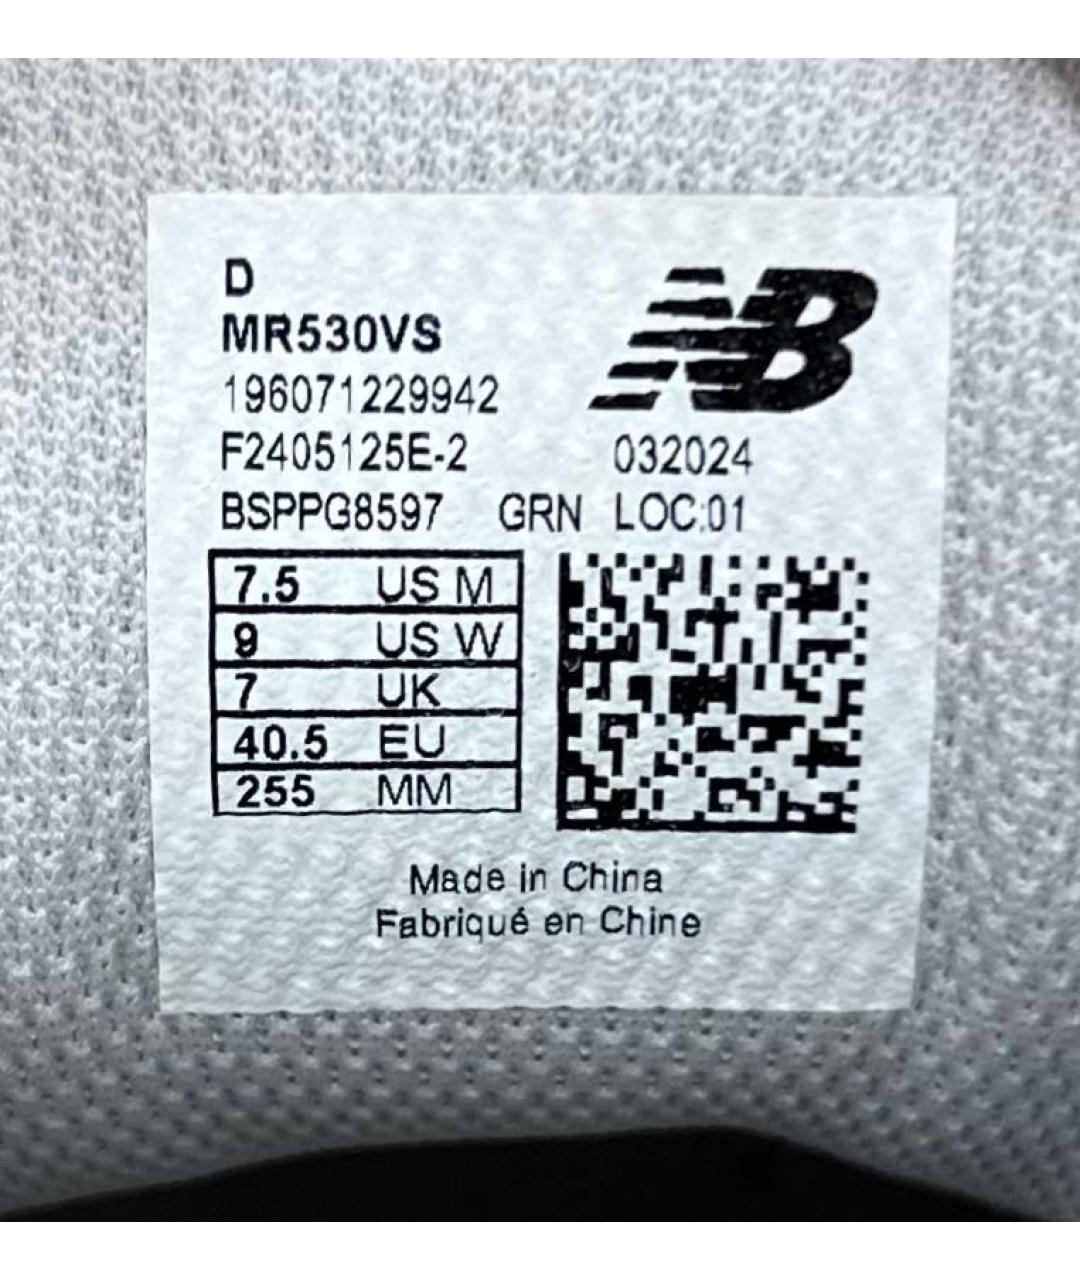 D
NB
MR530VS
196071229942
F2405125E-2 032024
BSPPG8597 GRN LOC:01
7.5 US M
9 US W
7 UK
40.5 EU
255 MM
Made in China
Fabriqué en Chine